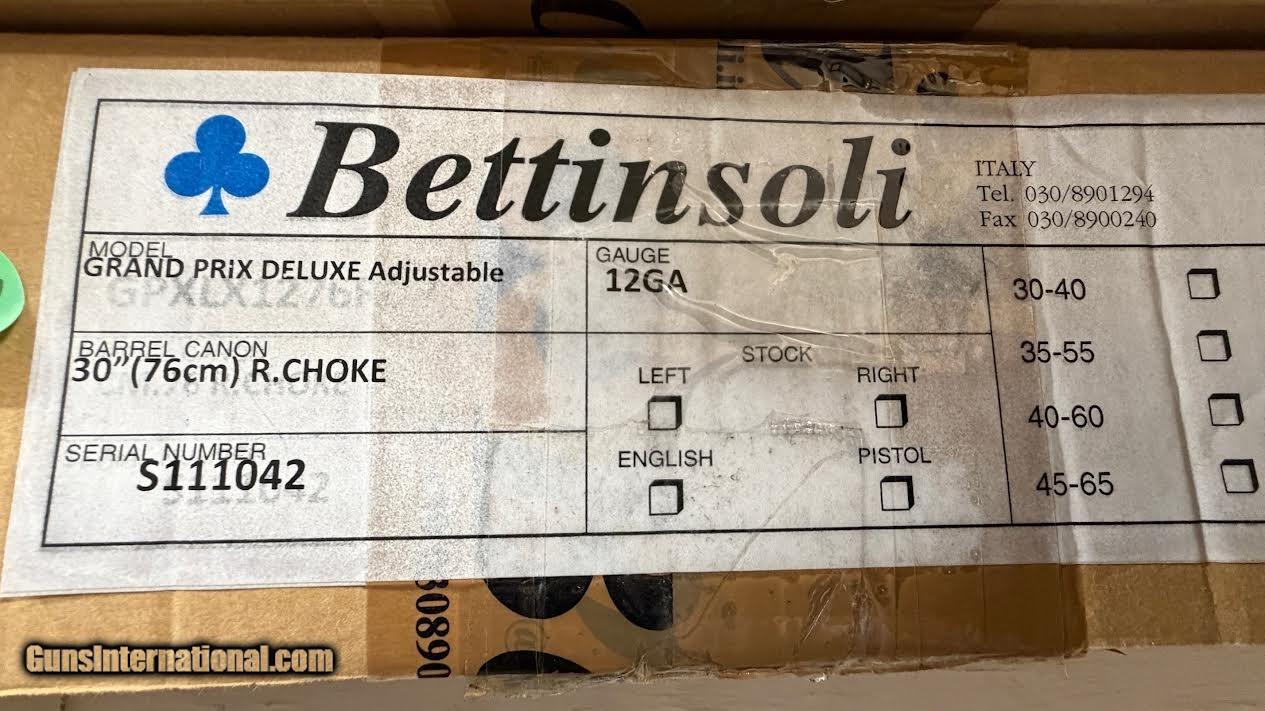 Bettinsoli
ITALY
Tel. 030/8901294
Fax 030/8900240
MODEL
GRAND PRiX DELUXE Adjustable
GPXLX1276R
GAUGE
12GA
BARREL CANON
30”(76cm) R.CHOKE
STOCK
LEFT RIGHT
ENGLISH PISTOL
SERIAL NUMBER
S111042
30-40
35-55
40-60
45-65
30890
GunsInternational.com